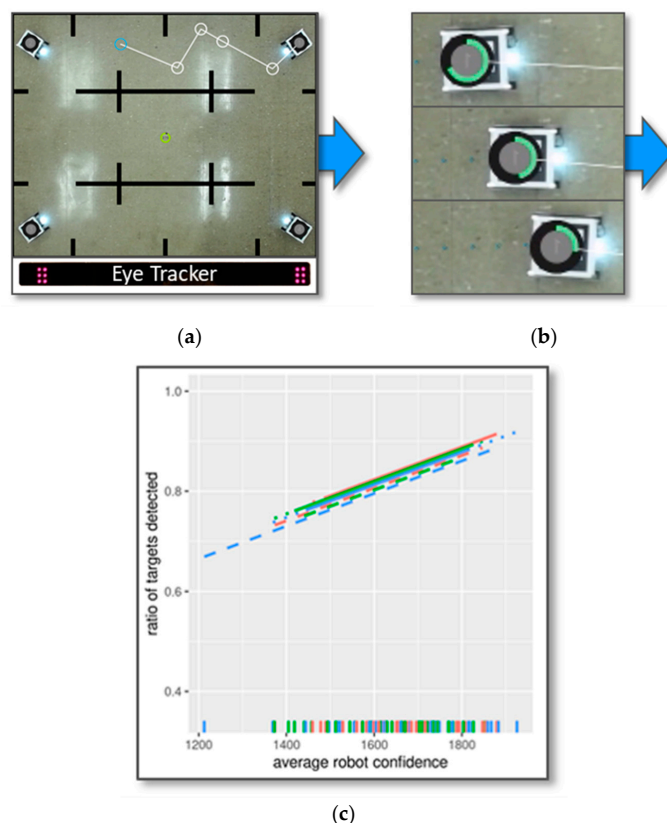 Eye Tracker
(a)
(b)
ratio of targets detected
1.0
0.8
0.6
0.4
1200 1400 1600 1800
average robot confidence
(c)